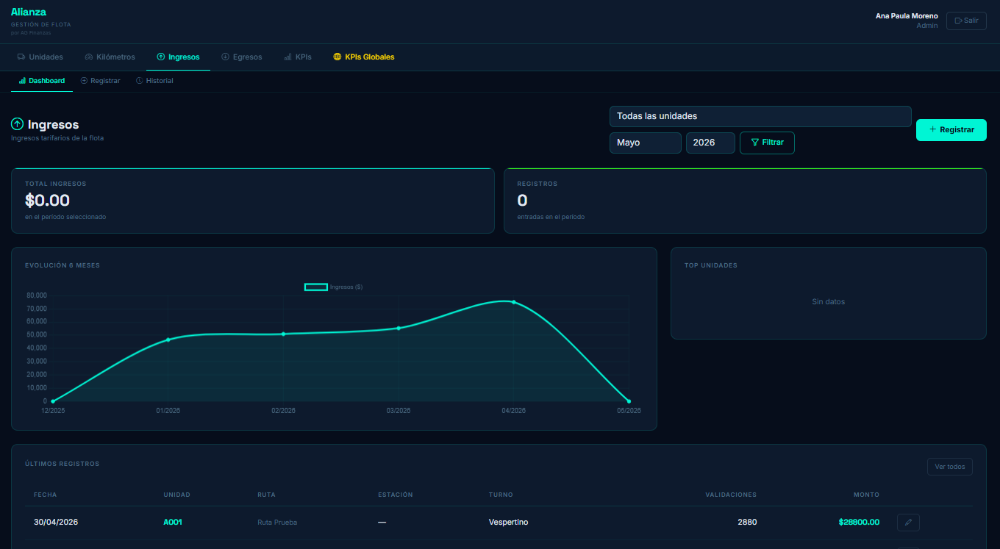 Alianza
GESTIÓN DE FLOTA
por AG Finanzas
Ana Paula Moreno
Admin
Salir
Unidades
Kilómetros
Ingresos
Egresos
KPIs
KPIs Globales
Dashboard
Registrar
Historial
Ingresos
Ingresos tarifarios de la flota
Todas las unidades
Mayo
2026
Filtrar
Registrar
TOTAL INGRESOS
$0.00
en el período seleccionado
REGISTROS
0
entradas en el período
EVOLUCIÓN 6 MESES
Ingresos ($)
80,000
70,000
60,000
50,000
40,000
30,000
20,000
10,000
0
12/2025
01/2026
02/2026
03/2026
04/2026
05/2026
TOP UNIDADES
Sin datos
ÚLTIMOS REGISTROS
Ver todos
FECHA UNIDAD RUTA ESTACIÓN TURNO VALIDACIONES MONTO
30/04/2026 A001 Ruta Prueba — Vespertino 2880 $28800.00